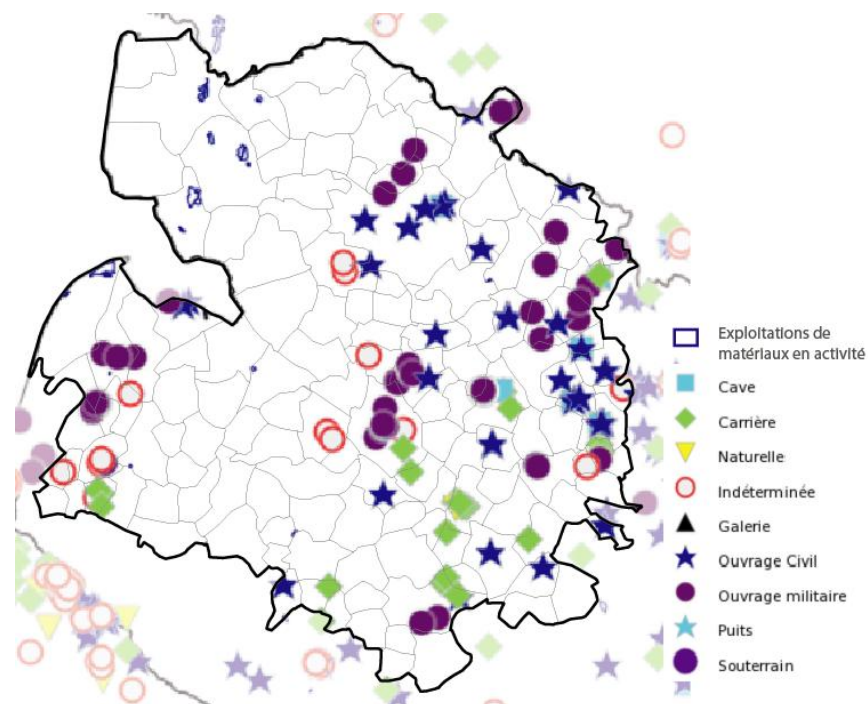 Exploitations de
matériaux en activité
Cave
Carrière
Naturelle
Indéterminée
Galerie
Ouvrage Civil
Ouvrage militaire
Puits
Souterrain